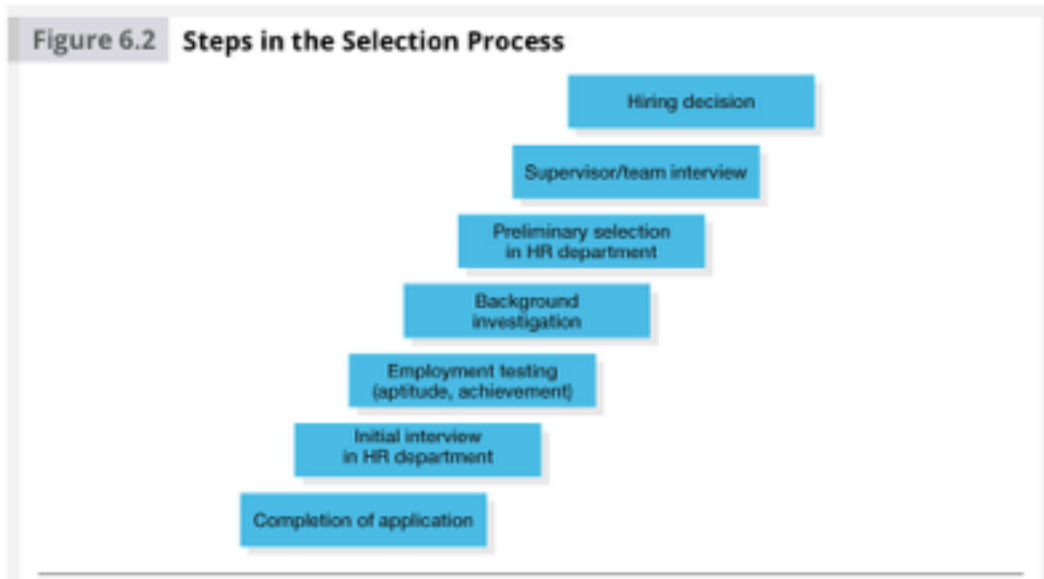 Figure 6.2 Steps in the Selection Process
Hiring decision
Supervisor/team interview
Preliminary selection
in HR department
Background
investigation
Employment testing
(aptitude, achievement)
Initial interview
in HR department
Completion of application